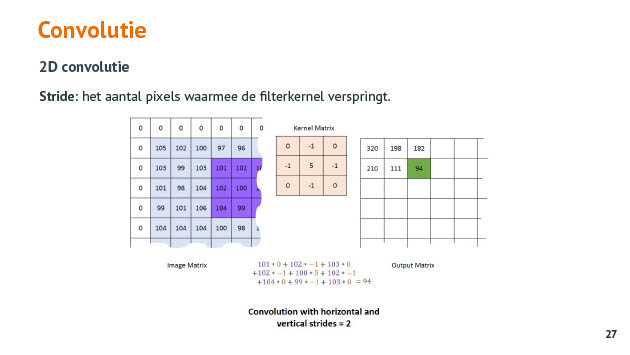 Convolutie
2D convolutie
Stride: het aantal pixels waarmee de filterkernel verspringt.
0 0 0 0 0 0 0
0 105 102 100 97 96
0 103 99 103 101 102
0 101 98 104 102 100
0 99 101 106 104 99
0 104 104 104 100 98
Kernel Matrix
0 -1 0
-1 5 -1
0 -1 0
320 198 182
210 111 94
Image Matrix
101 * 0 + 102 * −1 + 103 * 0
+102 * −1 + 100 * 5 + 102 * −1
+104 * 0 + 99 * −1 + 103 * 0 = 94
Output Matrix
Convolution with horizontal and
vertical strides = 2
27